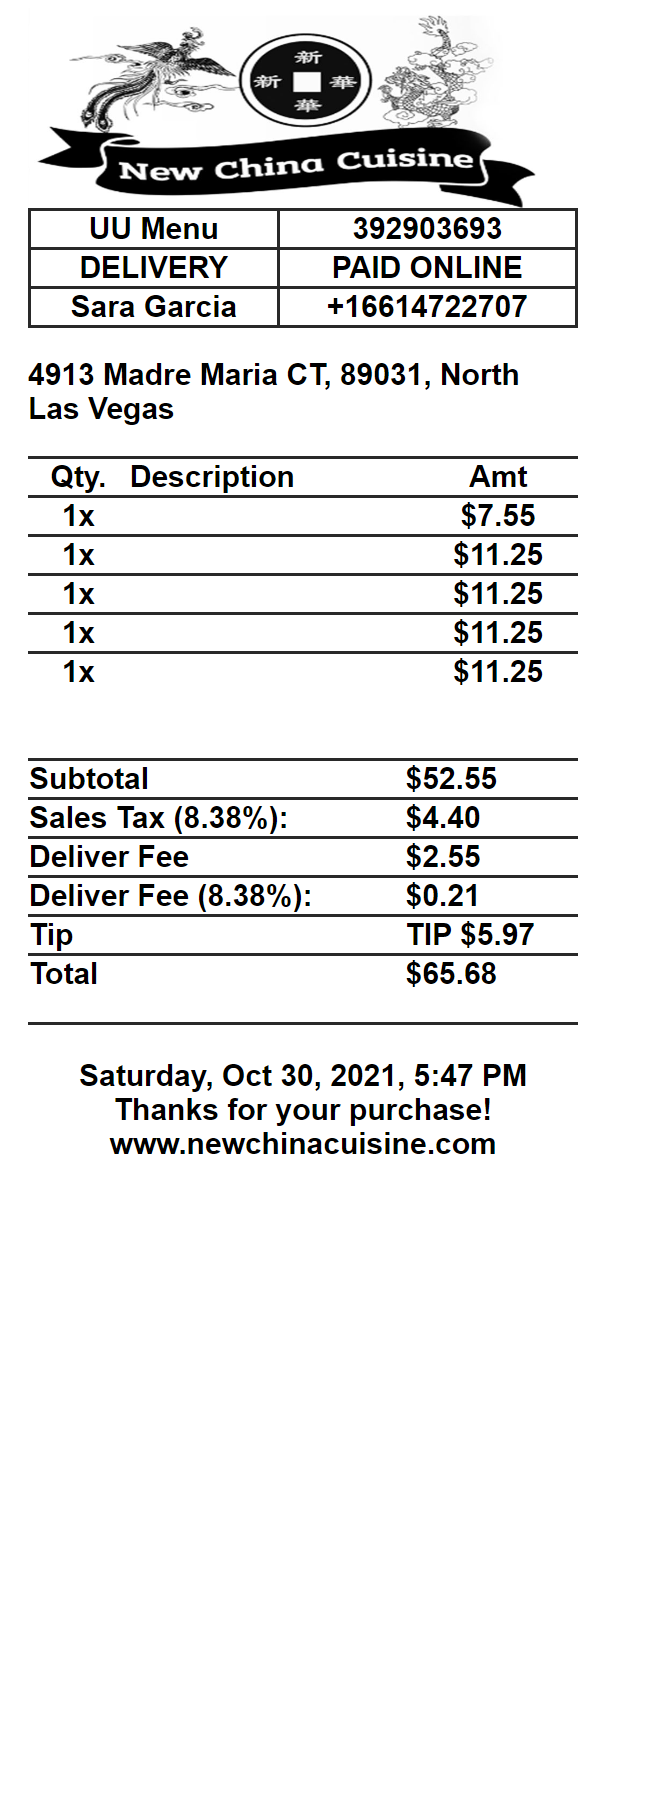 新
新 華
華
New China Cuisine
UU Menu 392903693
DELIVERY PAID ONLINE
Sara Garcia +16614722707
4913 Madre Maria CT, 89031, North
Las Vegas
Qty. Description Amt
1x $7.55
1x $11.25
1x $11.25
1x $11.25
1x $11.25
Subtotal $52.55
Sales Tax (8.38%): $4.40
Deliver Fee $2.55
Deliver Fee (8.38%): $0.21
Tip TIP $5.97
Total $65.68
Saturday, Oct 30, 2021, 5:47 PM
Thanks for your purchase!
www.newchinacuisine.com